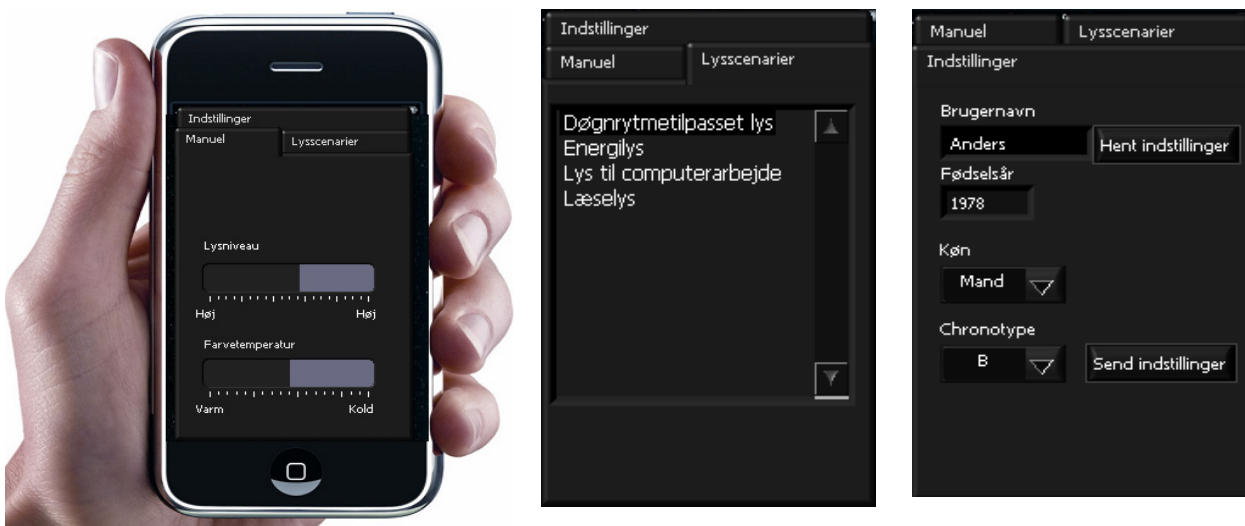 Indstillinger
Manuel Lysscenarier
Lysniveau
Høj Høj
Farvetemperatur
Varm Kold
Indstillinger
Manuel Lysscenarier
Døgnrytmetilpasset lys
Energilys
Lys til computerarbejde
Læselys
Manuel Lysscenarier
Indstillinger
Brugernavn
Anders Hent indstillinger
Fødselsår
1978
Køn
Mand
Chronotype
B Send indstillinger